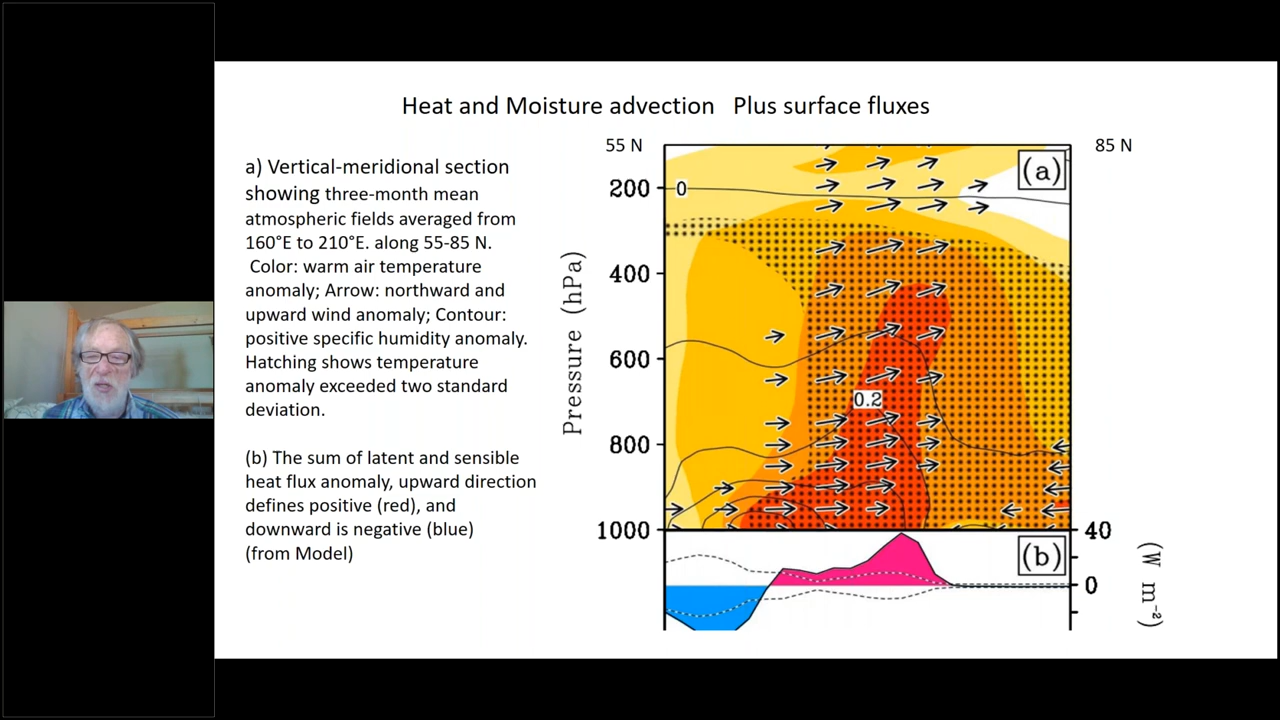 Heat and Moisture advection Plus surface fluxes
a) Vertical-meridional section
showing three-month mean
atmospheric fields averaged from
160°E to 210°E. along 55-85 N.
Color: warm air temperature
anomaly; Arrow: northward and
upward wind anomaly; Contour:
positive specific humidity anomaly.
Hatching shows temperature
anomaly exceeded two standard
deviation.
(b) The sum of latent and sensible
heat flux anomaly, upward direction
defines positive (red), and
downward is negative (blue)
(from Model)
55 N
85 N
(a)
200
0
400
Pressure (hPa)
600
0.2
800
1000
40
(b)
0
(W m⁻²)